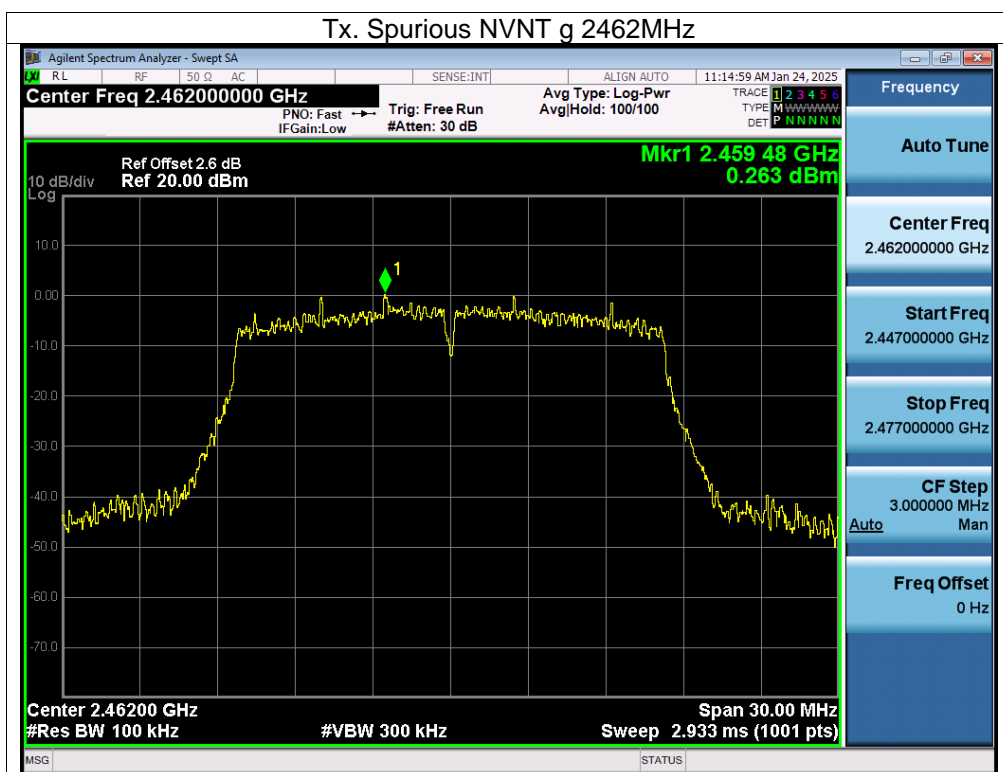 Tx. Spurious NVNT g 2462MHz
Agilent Spectrum Analyzer - Swept SA
LXI RL RF 50 Ω AC SENSE:INT ALIGN AUTO 11:14:59 AM Jan 24, 2025
Center Freq 2.462000000 GHz
PNO: Fast
IFGain:Low
Trig: Free Run
#Atten: 30 dB
Avg Type: Log-Pwr
Avg|Hold: 100/100
TRACE 1 2 3 4 5 6
TYPE M WWWWW
DET P N N N N N
Mkr1 2.459 48 GHz
0.263 dBm
Ref Offset 2.6 dB
10 dB/div Ref 20.00 dBm
Log
10.0
1
0.00
-10.0
-20.0
-30.0
-40.0
-50.0
-60.0
-70.0
Center 2.46200 GHz Span 30.00 MHz
#Res BW 100 kHz #VBW 300 kHz Sweep 2.933 ms (1001 pts)
MSG STATUS
Frequency
Auto Tune
Center Freq
2.462000000 GHz
Start Freq
2.447000000 GHz
Stop Freq
2.477000000 GHz
CF Step
3.000000 MHz
Auto Man
Freq Offset
0 Hz